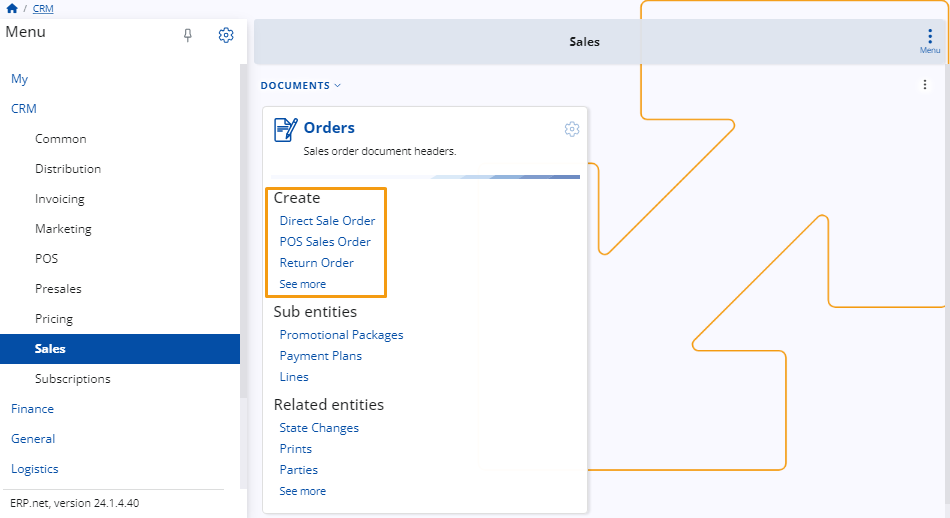 / CRM
Menu
My
CRM
Common
Distribution
Invoicing
Marketing
POS
Presales
Pricing
Sales
Subscriptions
Finance
General
Logistics
ERP.net, version 24.1.4.40
Sales
Menu
DOCUMENTS
Orders
Sales order document headers.
Create
Direct Sale Order
POS Sales Order
Return Order
See more
Sub entities
Promotional Packages
Payment Plans
Lines
Related entities
State Changes
Prints
Parties
See more